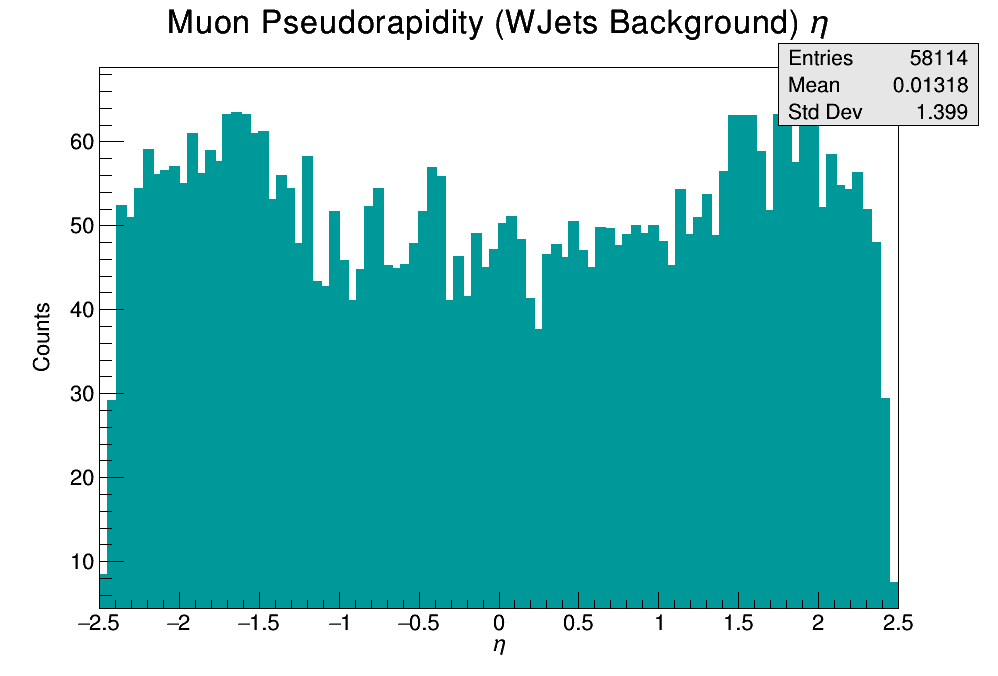 Muon Pseudorapidity (WJets Background) η
Entries 58114
Mean 0.01318
Std Dev 1.399
60
50
40
30
20
10
Counts
−2.5 −2 −1.5 −1 −0.5 0 0.5 1 1.5 2 2.5
η